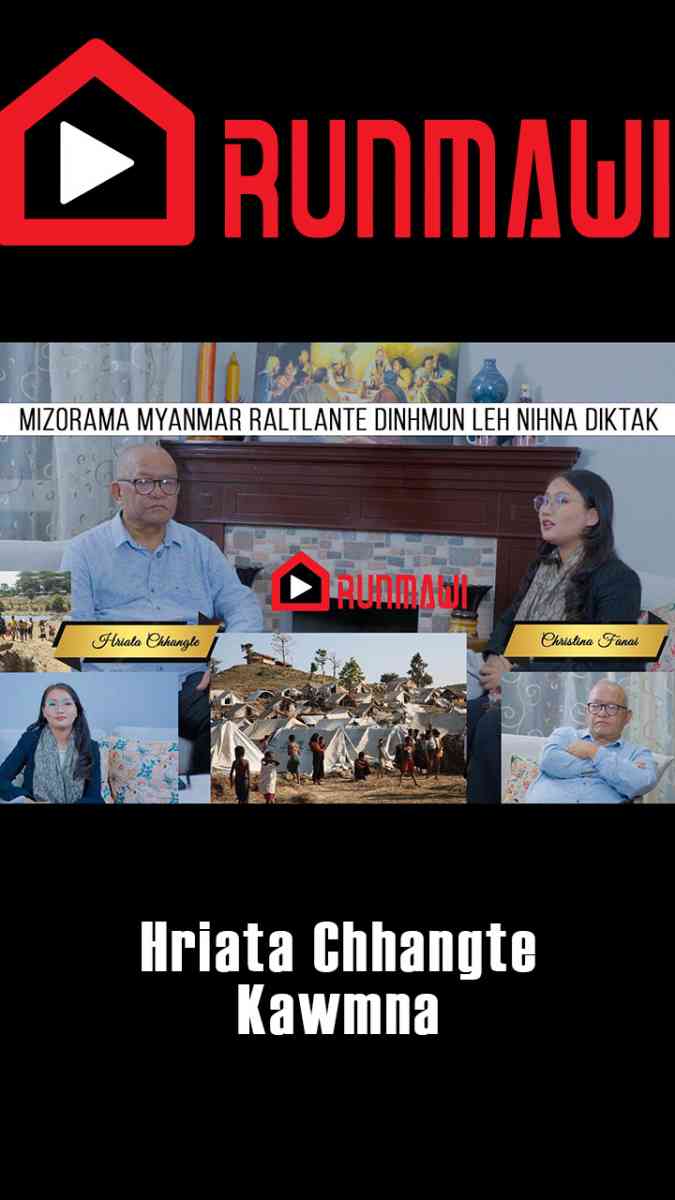 RUNMAWI
MIZORAMA MYANMAR RALTLANTE DINHMUN LEH NIHNA DIKTAK
RUNMAWI
Hriata Chhangte
Christina Fanai
Hriata Chhangte
Kawmna